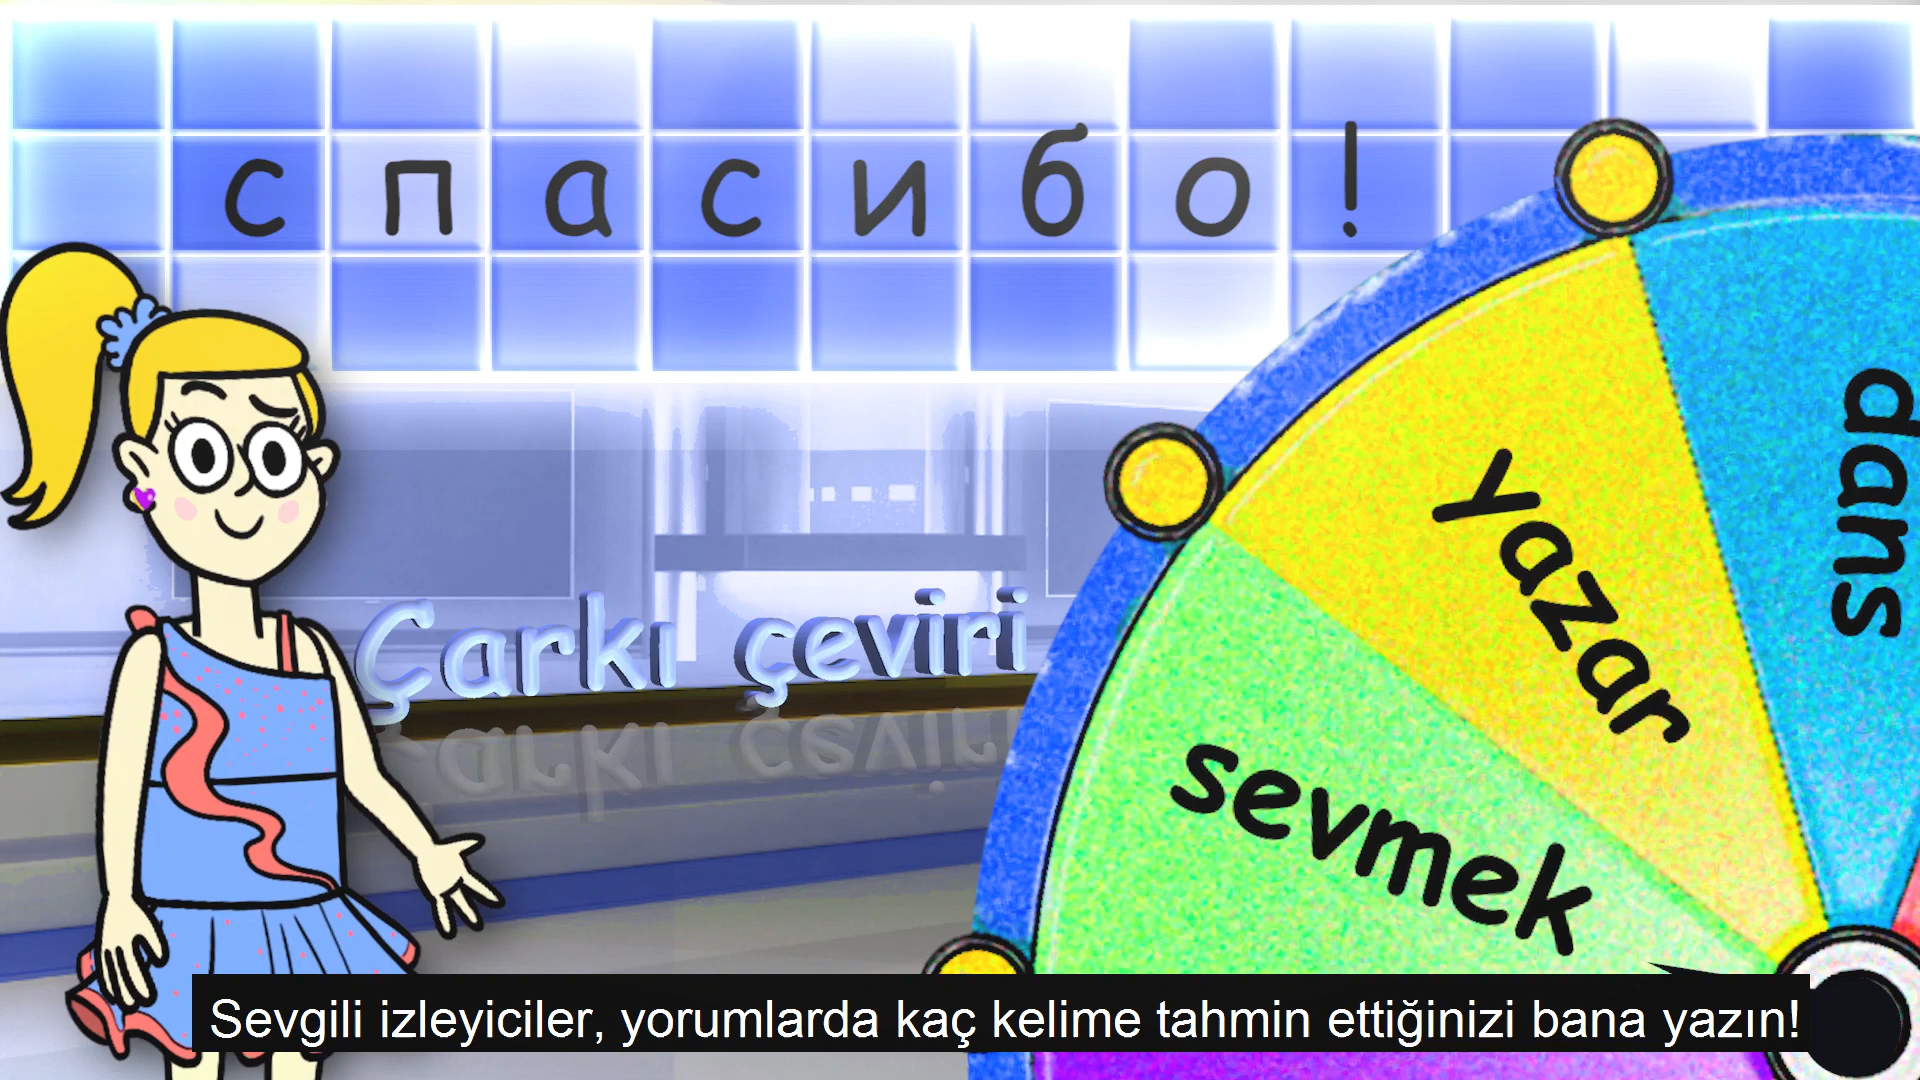 спасибо!
dans
yazar
Çarkı çeviri
sevmek
Sevgili izleyiciler, yorumlarda kaç kelime tahmin ettiğinizi bana yazın!